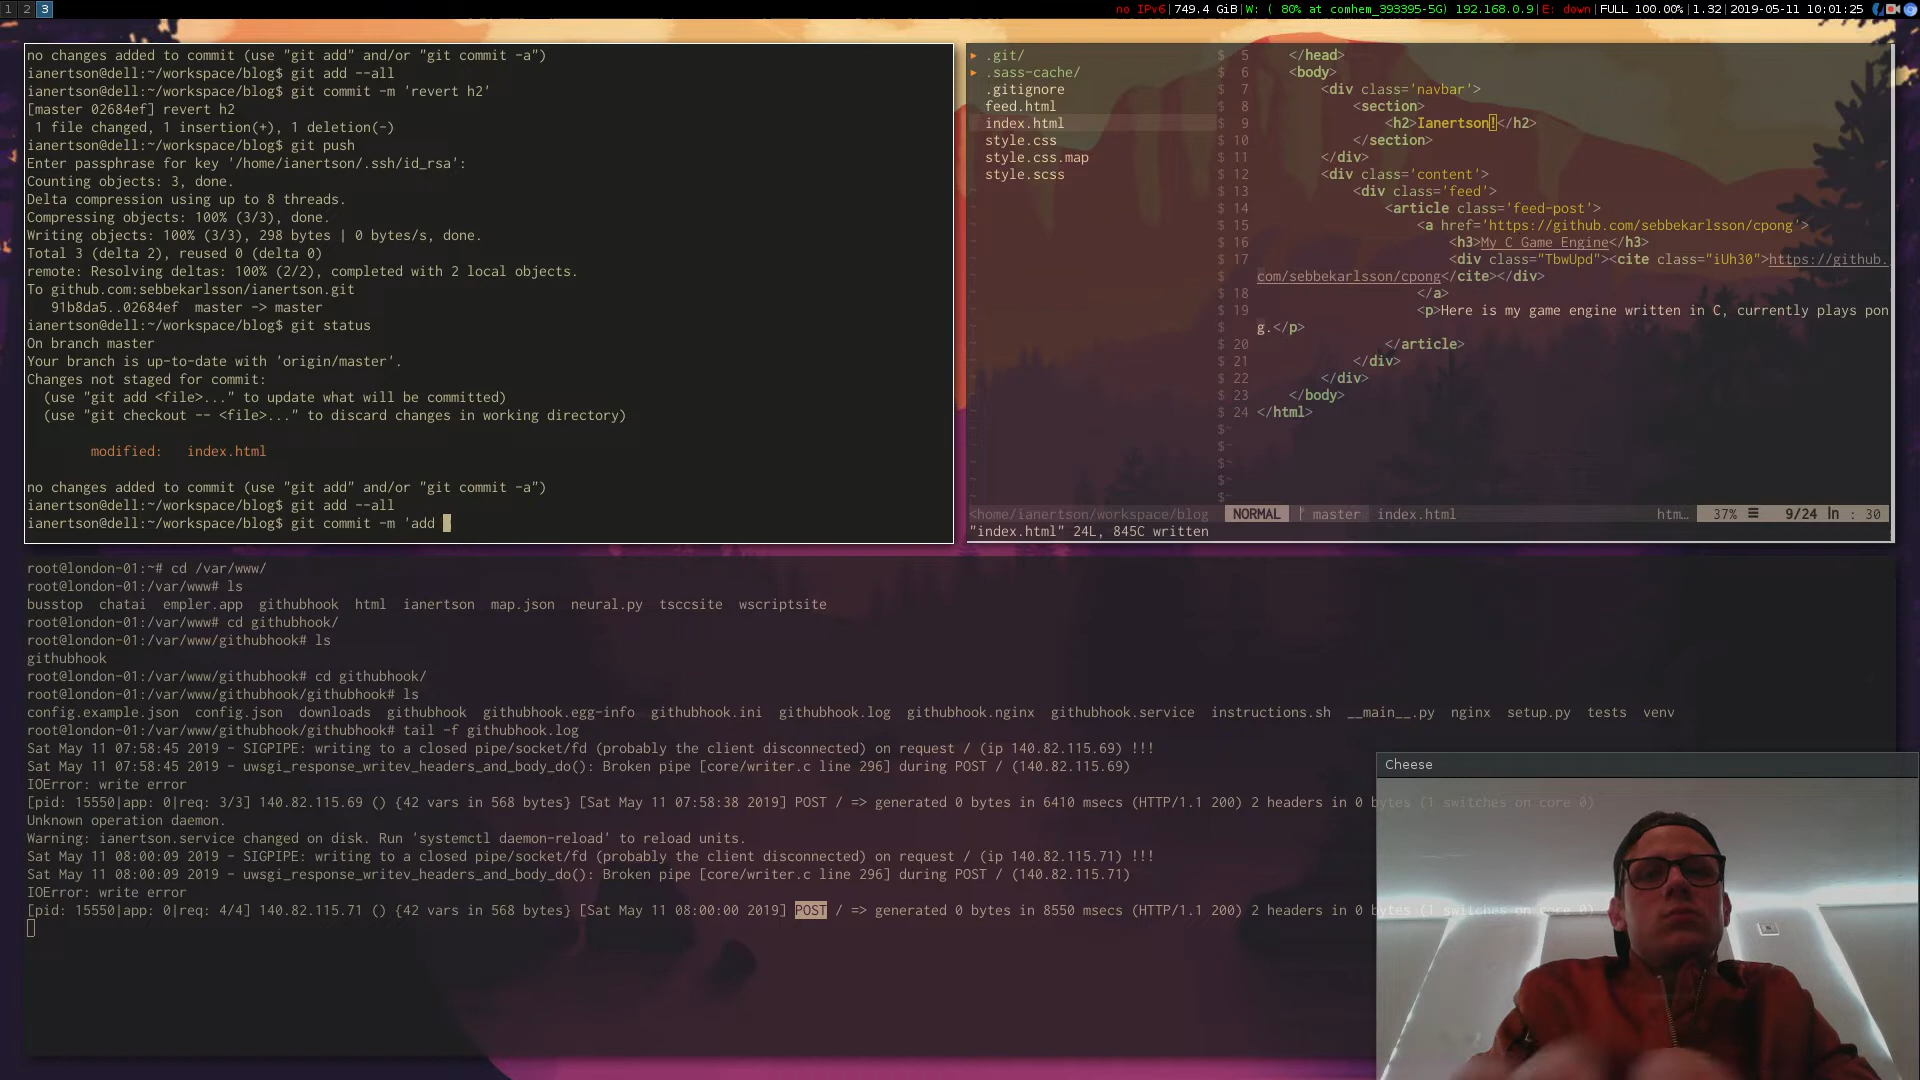 1 2 3
no IPv6|749.4 GiB|W: ( 80% at comhem_393395-5G) 192.168.0.9|E: down|FULL 100.00%|1.32|2019-05-11 10:01:25
no changes added to commit (use "git add" and/or "git commit -a")
ianertson@dell:~/workspace/blog$ git add --all
ianertson@dell:~/workspace/blog$ git commit -m 'revert h2'
[master 02684ef] revert h2
 1 file changed, 1 insertion(+), 1 deletion(-)
ianertson@dell:~/workspace/blog$ git push
Enter passphrase for key '/home/ianertson/.ssh/id_rsa':
Counting objects: 3, done.
Delta compression using up to 8 threads.
Compressing objects: 100% (3/3), done.
Writing objects: 100% (3/3), 298 bytes | 0 bytes/s, done.
Total 3 (delta 2), reused 0 (delta 0)
remote: Resolving deltas: 100% (2/2), completed with 2 local objects.
To github.com:sebbekarlsson/ianertson.git
   91b8da5..02684ef  master -> master
ianertson@dell:~/workspace/blog$ git status
On branch master
Your branch is up-to-date with 'origin/master'.
Changes not staged for commit:
  (use "git add <file>..." to update what will be committed)
  (use "git checkout -- <file>..." to discard changes in working directory)
        modified:   index.html
no changes added to commit (use "git add" and/or "git commit -a")
ianertson@dell:~/workspace/blog$ git add --all
ianertson@dell:~/workspace/blog$ git commit -m 'add
▸ .git/
▸ .sass-cache/
.gitignore
feed.html
index.html
style.css
style.css.map
style.scss
</home/ianertson/workspace/blog
$ 5 </head>
$ 6 <body>
$ 7 <div class='navbar'>
$ 8 <section>
$ 9 <h2>Ianertson!</h2>
$ 10 </section>
$ 11 </div>
$ 12 <div class='content'>
$ 13 <div class='feed'>
$ 14 <article class='feed-post'>
$ 15 <a href='https://github.com/sebbekarlsson/cpong'>
$ 16 <h3>My C Game Engine</h3>
$ 17 <div class="TbwUpd"><cite class="iUh30">https://github.
$ com/sebbekarlsson/cpong</cite></div>
$ 18 </a>
$ 19 <p>Here is my game engine written in C, currently plays pon
$ g.</p>
$ 20 </article>
$ 21 </div>
$ 22 </div>
$ 23 </body>
$ 24 </html>
$~
$~
$~
$~
$~
NORMAL master index.html htm… 37% ☰ 9/24 ln : 30
"index.html" 24L, 845C written
root@london-01:~# cd /var/www/
root@london-01:/var/www# ls
busstop  chatai  empler.app  githubhook  html  ianertson  map.json  neural.py  tsccsite  wscriptsite
root@london-01:/var/www# cd githubhook/
root@london-01:/var/www/githubhook# ls
githubhook
root@london-01:/var/www/githubhook# cd githubhook/
root@london-01:/var/www/githubhook/githubhook# ls
config.example.json  config.json  downloads  githubhook  githubhook.egg-info  githubhook.ini  githubhook.log  githubhook.nginx  githubhook.service  instructions.sh  __main__.py  nginx  setup.py  tests  venv
root@london-01:/var/www/githubhook/githubhook# tail -f githubhook.log
Sat May 11 07:58:45 2019 - SIGPIPE: writing to a closed pipe/socket/fd (probably the client disconnected) on request / (ip 140.82.115.69) !!!
Sat May 11 07:58:45 2019 - uwsgi_response_writev_headers_and_body_do(): Broken pipe [core/writer.c line 296] during POST / (140.82.115.69)
IOError: write error
[pid: 15550|app: 0|req: 3/3] 140.82.115.69 () {42 vars in 568 bytes} [Sat May 11 07:58:38 2019] POST / => generated 0 bytes in 6410 msecs (HTTP/1.1 200) 2 headers in 0 bytes (1 switches on core 0)
Unknown operation daemon.
Warning: ianertson.service changed on disk. Run 'systemctl daemon-reload' to reload units.
Sat May 11 08:00:09 2019 - SIGPIPE: writing to a closed pipe/socket/fd (probably the client disconnected) on request / (ip 140.82.115.71) !!!
Sat May 11 08:00:09 2019 - uwsgi_response_writev_headers_and_body_do(): Broken pipe [core/writer.c line 296] during POST / (140.82.115.71)
IOError: write error
[pid: 15550|app: 0|req: 4/4] 140.82.115.71 () {42 vars in 568 bytes} [Sat May 11 08:00:00 2019] POST / => generated 0 bytes in 8550 msecs (HTTP/1.1 200) 2 headers in 0 bytes (1 switches on core 0)
Cheese